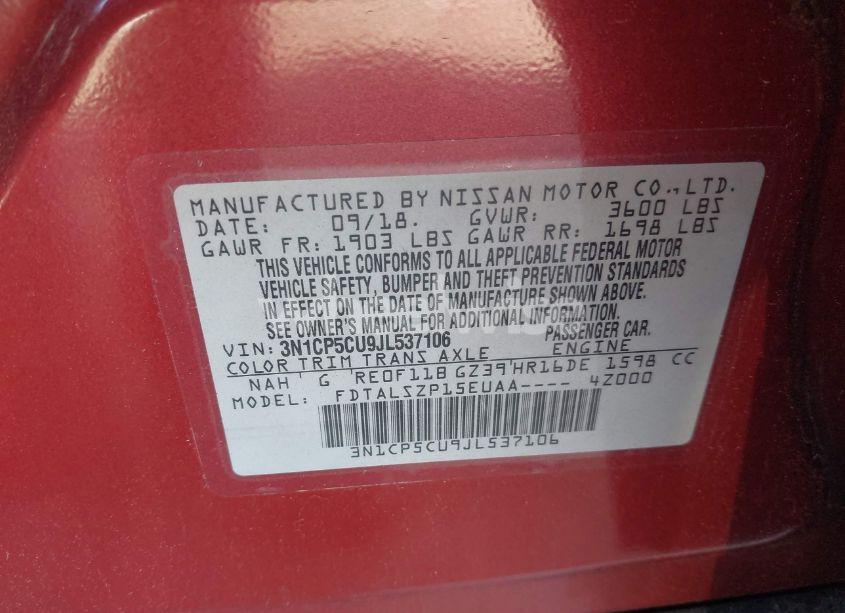 MANUFACTURED BY NISSAN MOTOR CO.,LTD.
DATE: 09/18. GVWR: 3600 LBS
GAWR FR: 1903 LBS GAWR RR: 1698 LBS
THIS VEHICLE CONFORMS TO ALL APPLICABLE FEDERAL MOTOR
VEHICLE SAFETY, BUMPER AND THEFT PREVENTION STANDARDS
IN EFFECT ON THE DATE OF MANUFACTURE SHOWN ABOVE.
SEE OWNER'S MANUAL FOR ADDITIONAL INFORMATION.
VIN: 3N1CP5CU9JL537106 PASSENGER CAR.
COLOR TRIM TRANS AXLE ENGINE
NAH G RE0F11B GZ39 HR16DE 1598 CC
MODEL: FDTALSZP15EUAA---- 4Z000
3N1CP5CU9JL537106